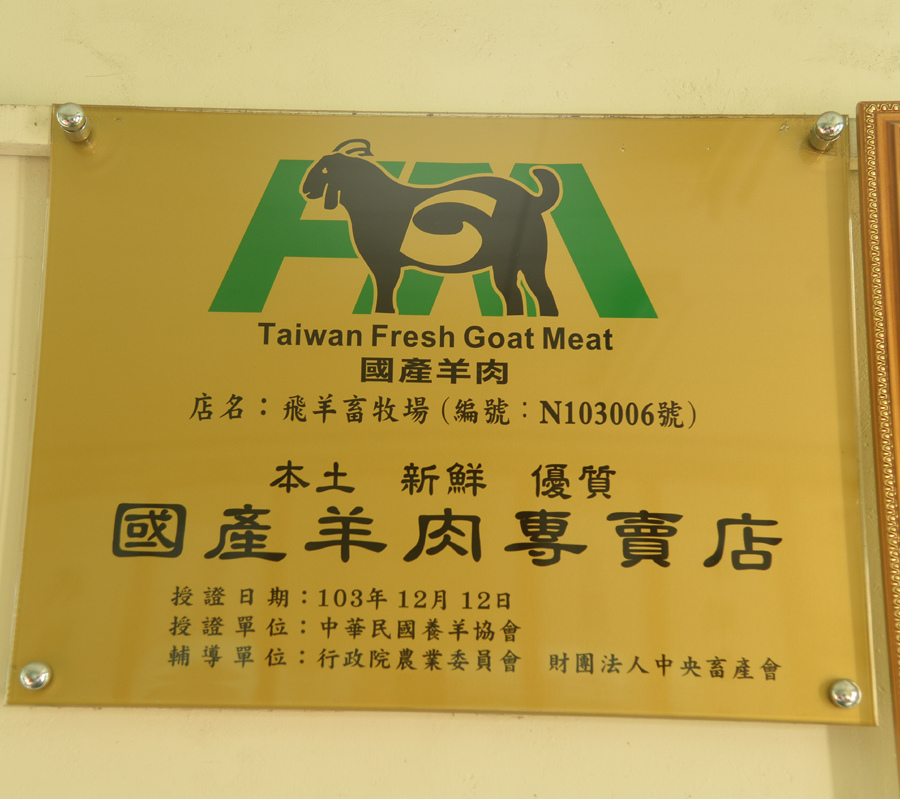 Taiwan Fresh Goat Meat
國產羊肉
店名：飛羊畜牧場（編號：N103006號）
本土 新鮮 優質
國產羊肉專賣店
授證日期：103年12月12日
授證單位：中華民國養羊協會
輔導單位：行政院農業委員會 財團法人中央畜產會